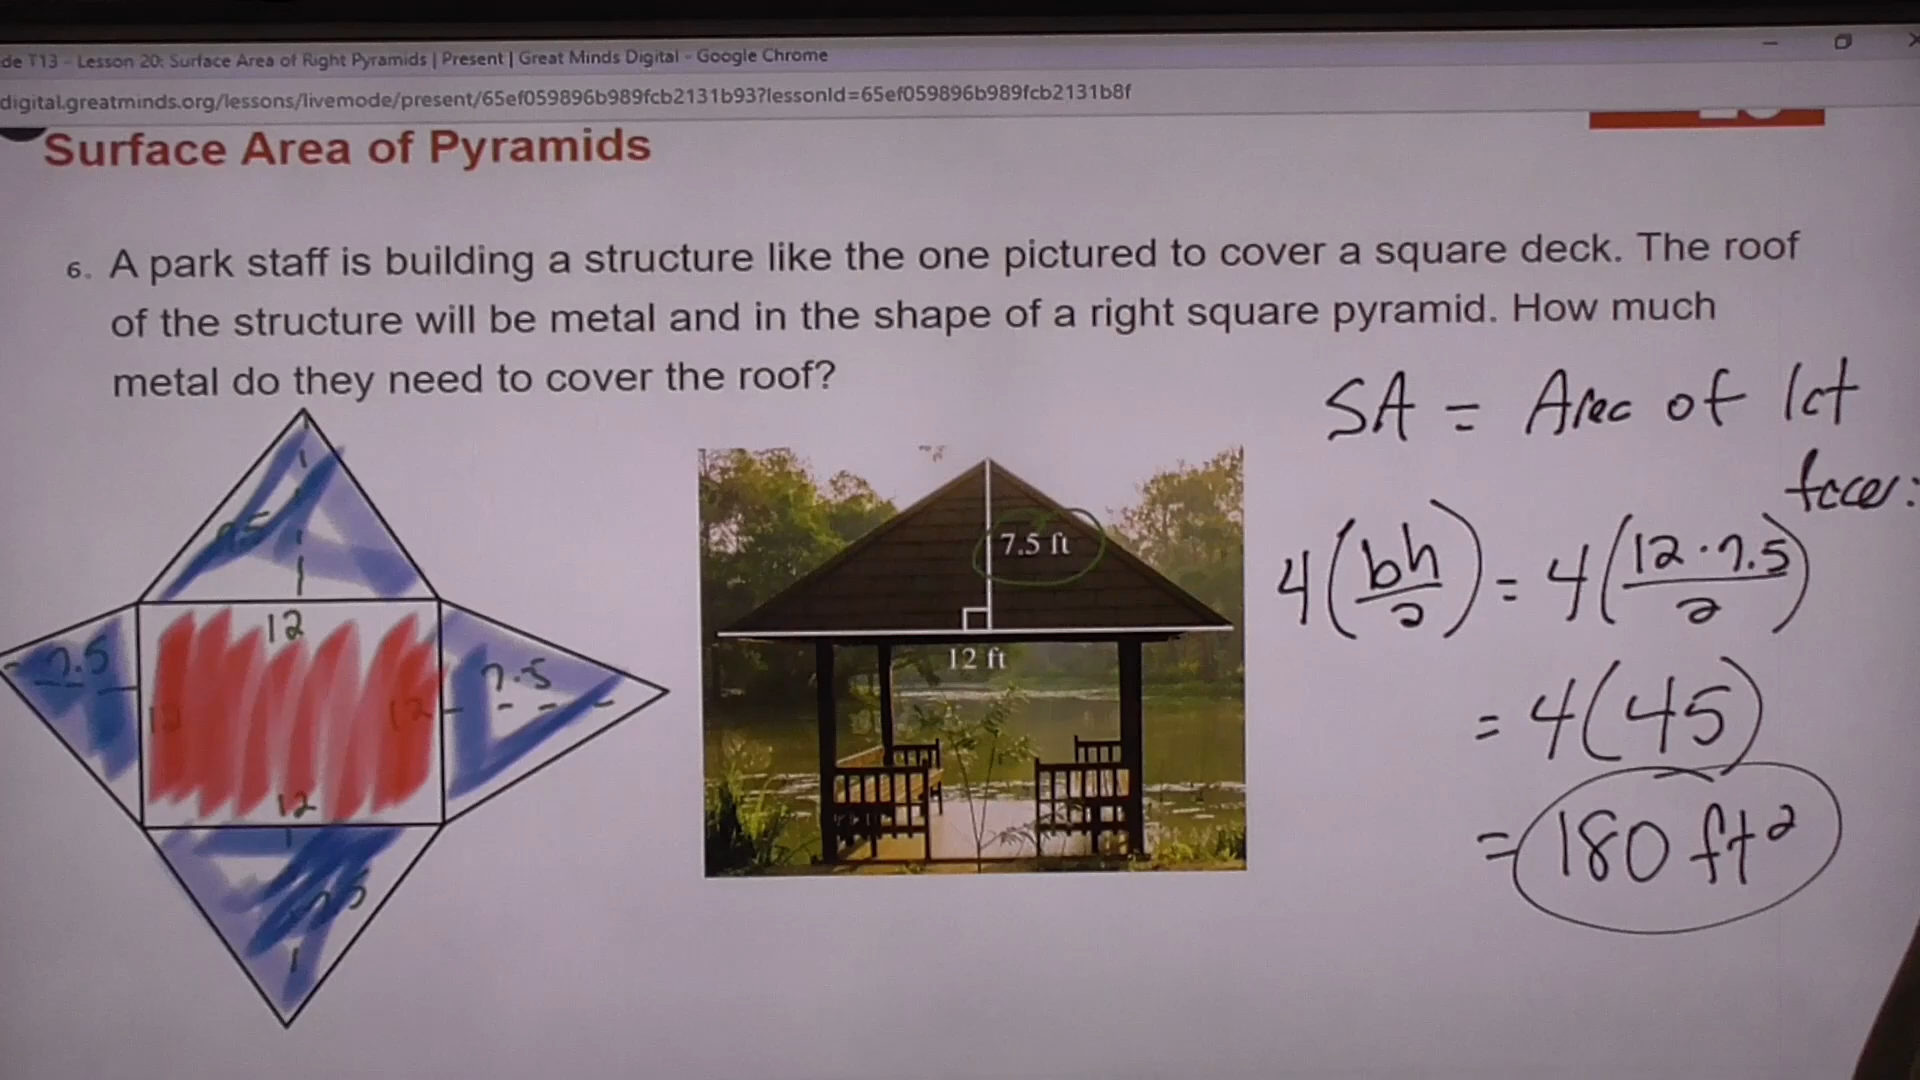 de T13 - Lesson 20: Surface Area of Right Pyramids | Present | Great Minds Digital - Google Chrome
digital.greatminds.org/lessons/livemode/present/65ef059896b989fcb2131b93?lessonId=65ef059896b989fcb2131b8f
Surface Area of Pyramids
6. A park staff is building a structure like the one pictured to cover a square deck. The roof
of the structure will be metal and in the shape of a right square pyramid. How much
metal do they need to cover the roof?
SA = Area of lat
faces:
4(bh/2) = 4(12·7.5/2)
= 4(45)
= 180 ft²
7.5 ft
12 ft
12
7.5
7.5
12
12
12
7.5